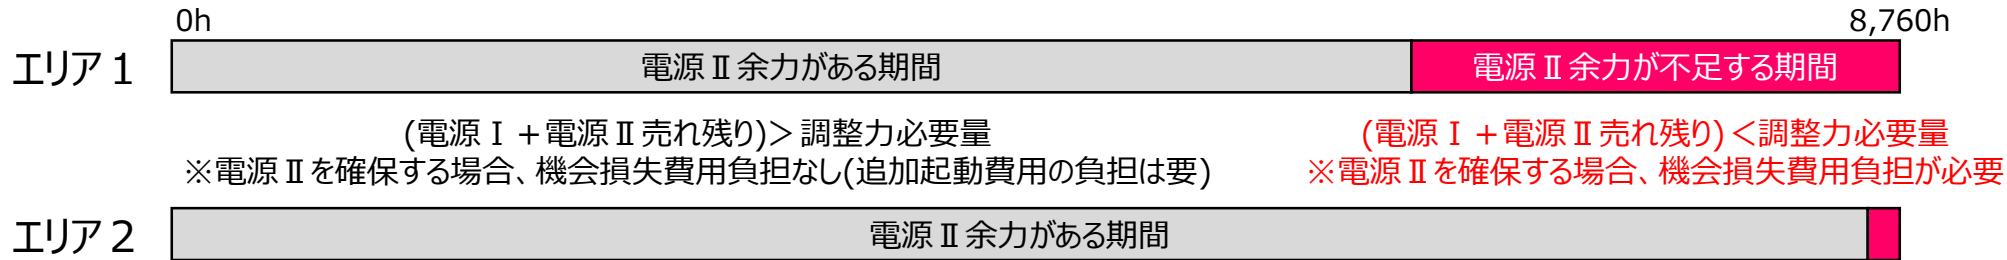 0h 8,760h
エリア1 電源Ⅱ余力がある期間 電源Ⅱ余力が不足する期間
(電源Ⅰ+電源Ⅱ売れ残り)>調整力必要量 (電源Ⅰ+電源Ⅱ売れ残り)<調整力必要量
※電源Ⅱを確保する場合、機会損失費用負担なし(追加起動費用の負担は要) ※電源Ⅱを確保する場合、機会損失費用負担が必要
エリア2 電源Ⅱ余力がある期間